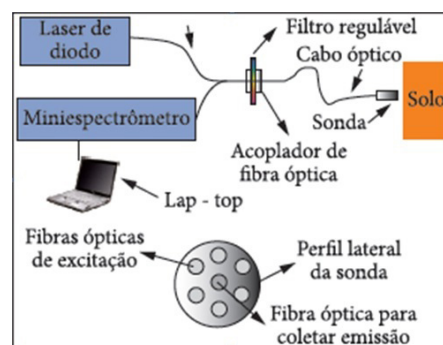 Laser de
diodo
Filtro regulável
Cabo óptico
Miniespectrômetro
Sonda
Solo
Acoplador de
fibra óptica
Lap - top
Fibras ópticas
de excitação
Perfil lateral
da sonda
Fibra óptica para
coletar emissão